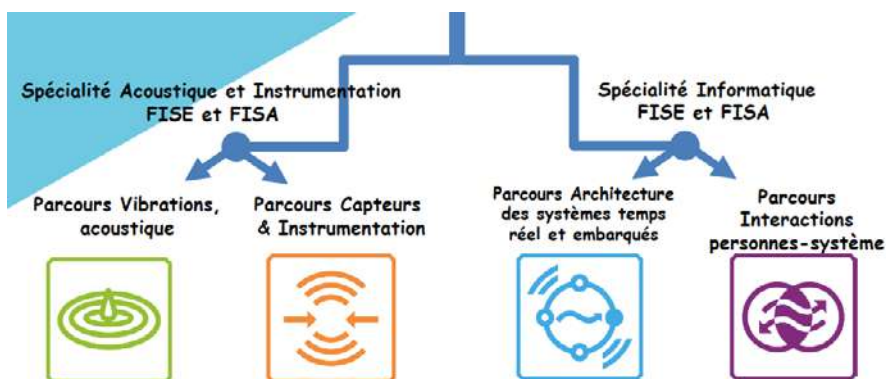 Spécialité Acoustique et Instrumentation
FISE et FISA
Spécialité Informatique
FISE et FISA
Parcours Vibrations,
acoustique
Parcours Capteurs
& Instrumentation
Parcours Architecture
des systèmes temps
réel et embarqués
Parcours
Interactions
personnes-système